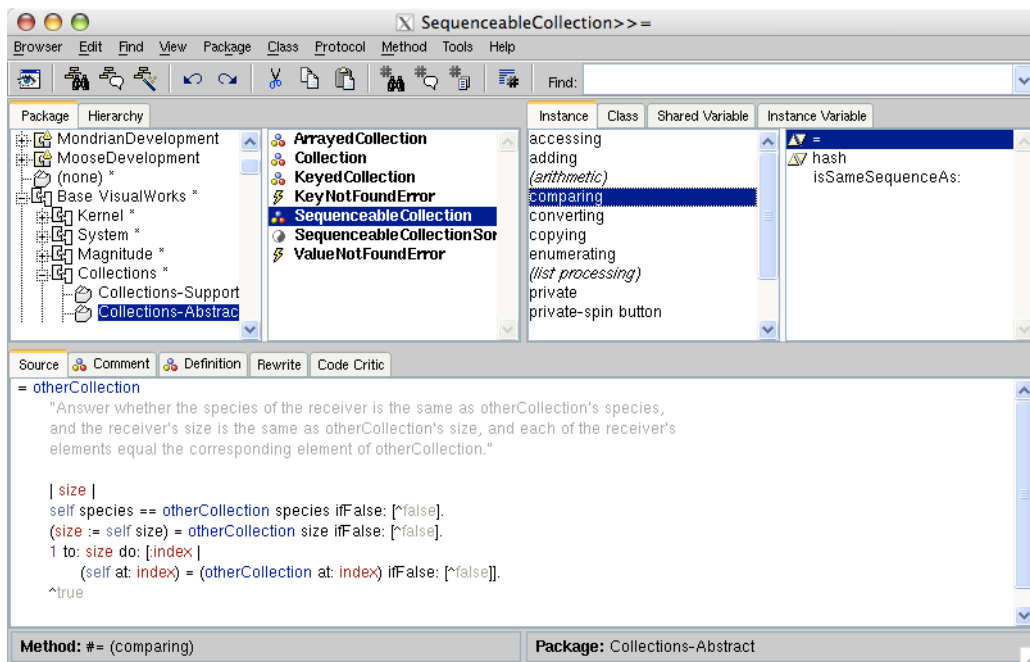 SequenceableCollection>>=
Browser Edit Find View Package Class Protocol Method Tools Help
Find:
Package Hierarchy
MondrianDevelopment
MooseDevelopment
(none) *
Base VisualWorks *
Kernel *
System *
Magnitude *
Collections *
Collections-Support
Collections-Abstrac
ArrayedCollection
Collection
KeyedCollection
KeyNotFoundError
SequenceableCollection
SequenceableCollectionSor
ValueNotFoundError
Instance Class Shared Variable Instance Variable
accessing
adding
(arithmetic)
comparing
converting
copying
enumerating
(list processing)
private
private-spin button
=
hash
isSameSequenceAs:
Source Comment Definition Rewrite Code Critic
= otherCollection
"Answer whether the species of the receiver is the same as otherCollection's species,
and the receiver's size is the same as otherCollection's size, and each of the receiver's
elements equal the corresponding element of otherCollection."
| size |
self species == otherCollection species ifFalse: [^false].
(size := self size) = otherCollection size ifFalse: [^false].
1 to: size do: [:index |
(self at: index) = (otherCollection at: index) ifFalse: [^false]].
^true
Method: #= (comparing)
Package: Collections-Abstract